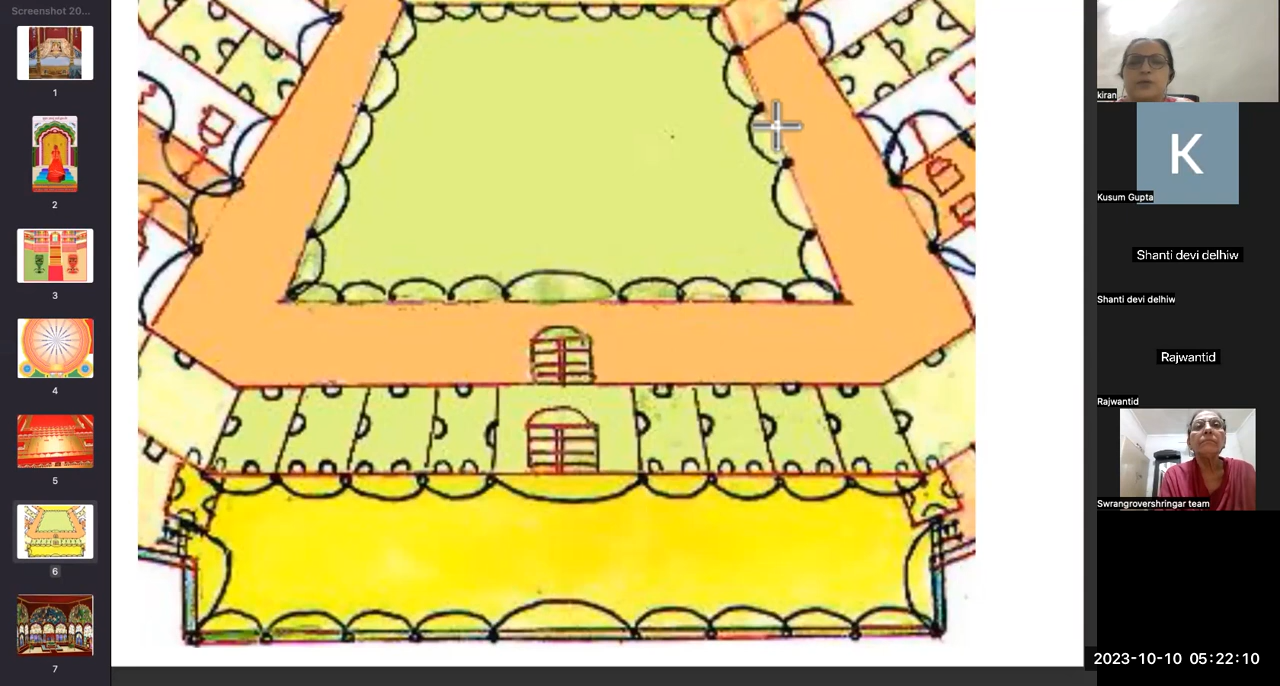 Screenshot 20...
1
2
3
4
5
6
7
kiran
K
Kusum Gupta
Shanti devi delhiw
Shanti devi delhiw
Rajwantid
Rajwantid
Swrangrovershringar team
2023-10-10 05:22:10